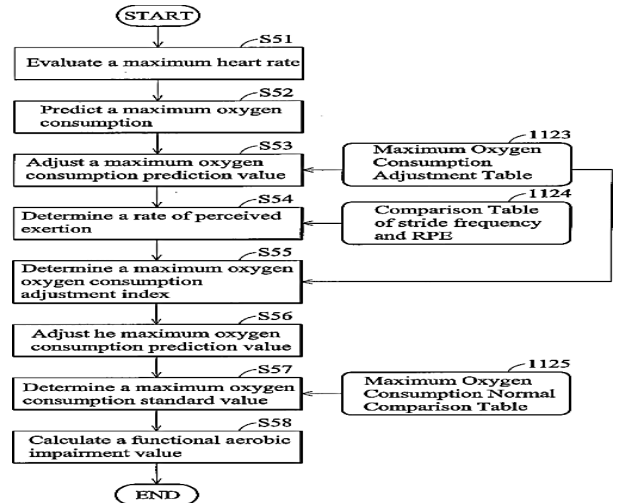 START
S51
Evaluate a maximum heart rate
S52
Predict a maximum oxygen
consumption
S53
Adjust a maximum oxygen
consumption prediction value
1123
Maximum Oxygen
Consumption
Adjustment Table
S54
Determine a rate of perceived
exertion
1124
Comparison Table
of stride frequency
and RPE
S55
Determine a maximum oxygen
oxygen consumption
adjustment index
S56
Adjust he maximum oxygen
consumption prediction value
S57
Determine a maximum oxygen
consumption standard value
1125
Maximum Oxygen
Consumption Normal
Comparison Table
S58
Calculate a functional aerobic
impairment value
END